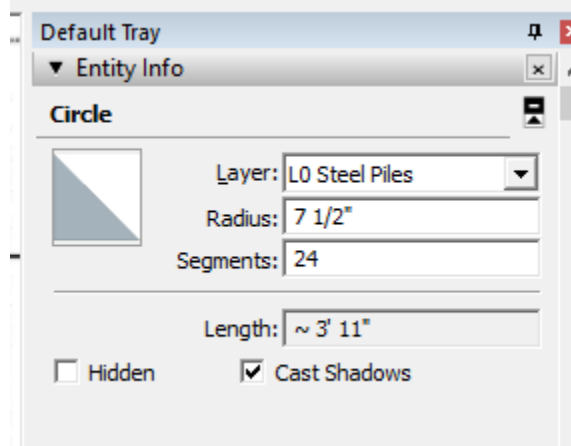 Default Tray
▼ Entity Info
Circle
Layer: L0 Steel Piles
Radius: 7 1/2"
Segments: 24
Length: ~ 3' 11"
Hidden Cast Shadows